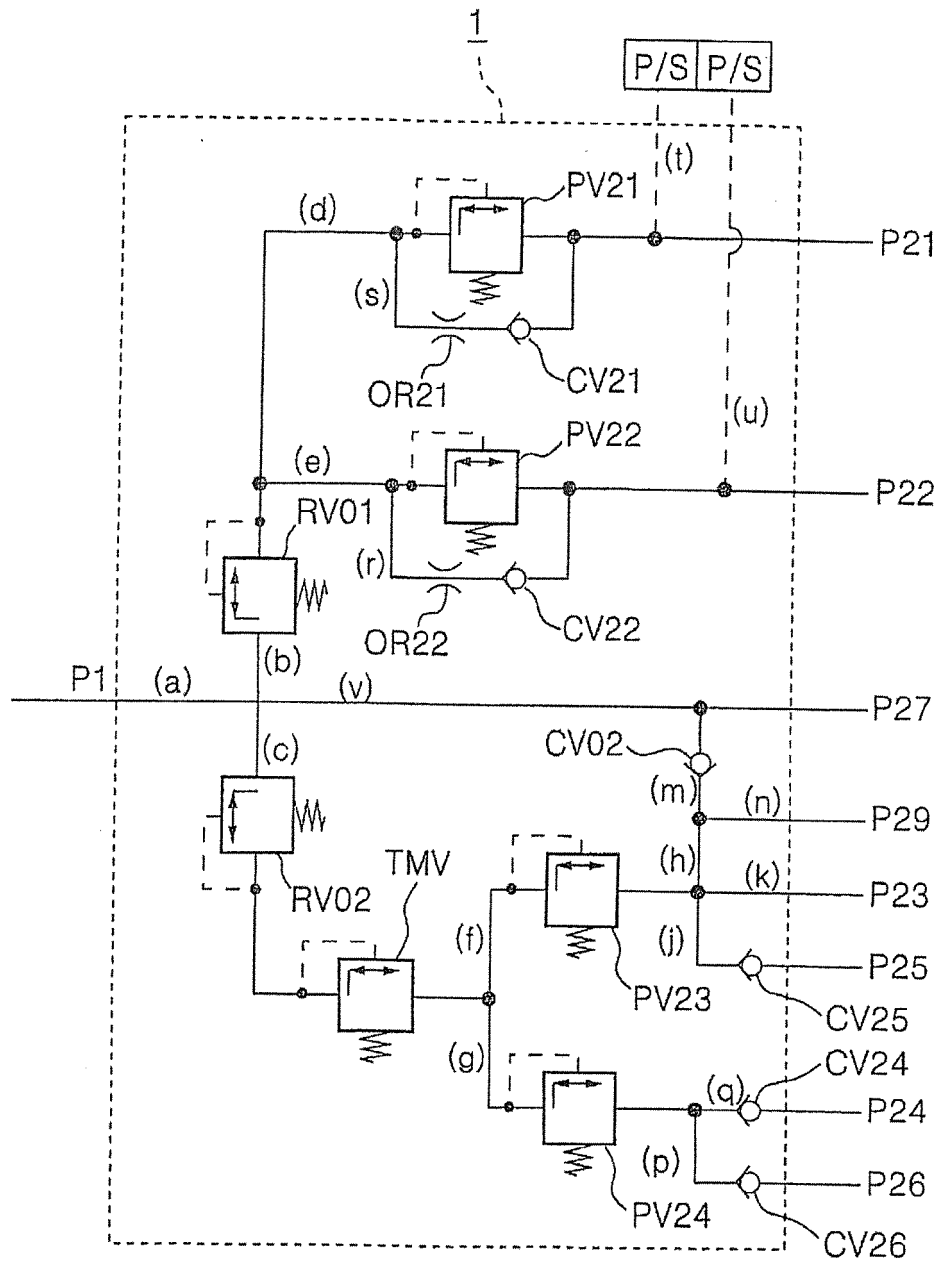 1
P/S P/S
(t)
PV21
(d)
P21
(s)
OR21
CV21
(u)
PV22
(e)
P22
RV01
(r)
OR22
CV22
(b)
P1
(a)
(v)
P27
(c)
CV02
(m)
(n)
P29
TMV
(h)
(k)
P23
RV02
(f)
(j)
P25
PV23
CV25
(g)
CV24
(q)
P24
(p)
P26
PV24
CV26